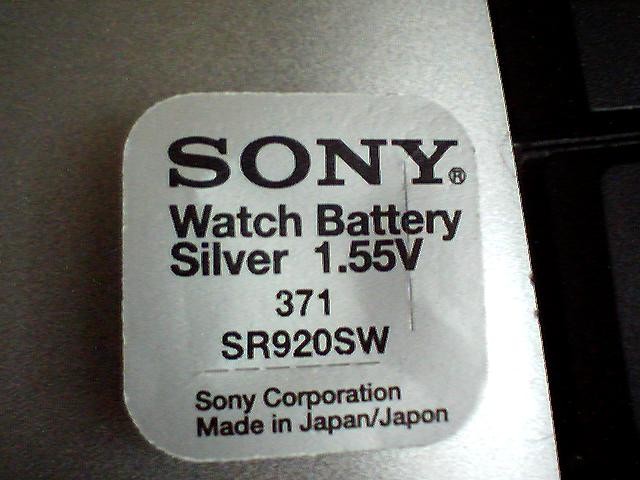 SONY®
Watch Battery
Silver 1.55V
371
SR920SW
Sony Corporation
Made in Japan/Japon